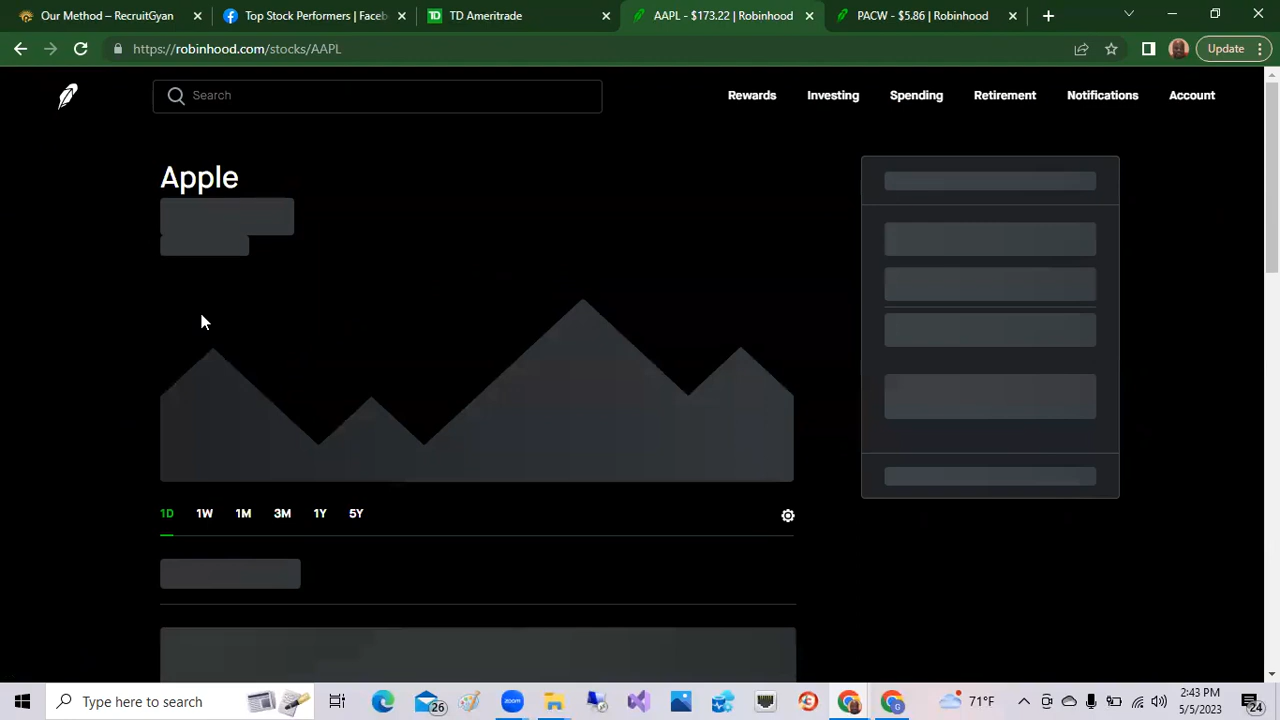 Our Method – RecruitGyan
Top Stock Performers | Faceb
TD Ameritrade
AAPL - $173.22 | Robinhood
PACW - $5.86 | Robinhood
https://robinhood.com/stocks/AAPL
Update
Search
Rewards
Investing
Spending
Retirement
Notifications
Account
Apple
1D
1W
1M
3M
1Y
5Y
Type here to search
zoom
26
71°F
2:43 PM
5/5/2023
24